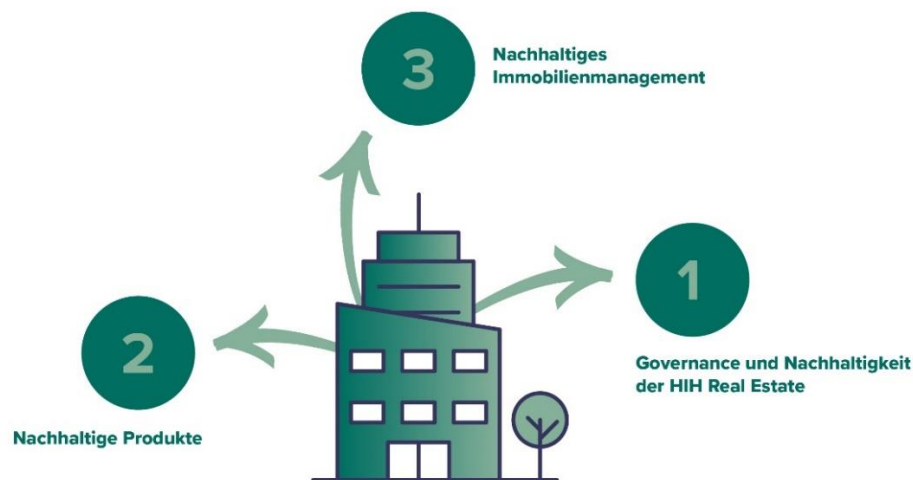 3
Nachhaltiges
Immobilienmanagement
1
Governance und Nachhaltigkeit
der HIH Real Estate
2
Nachhaltige Produkte